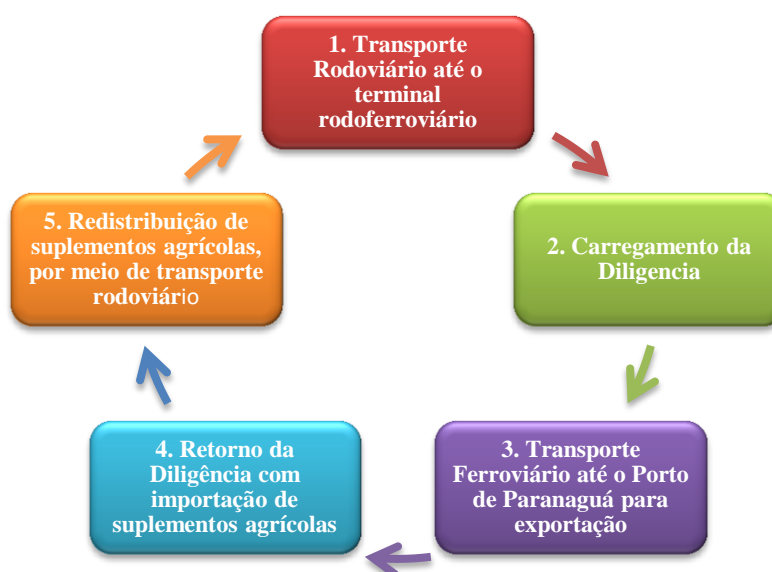 1. Transporte
Rodoviário até o
terminal
rodoferroviário
2. Carregamento da
Diligencia
3. Transporte
Ferroviário até o Porto
de Paranaguá para
exportação
4. Retorno da
Diligência com
importação de
suplementos agrícolas
5. Redistribuição de
suplementos agrícolas,
por meio de transporte
rodoviário